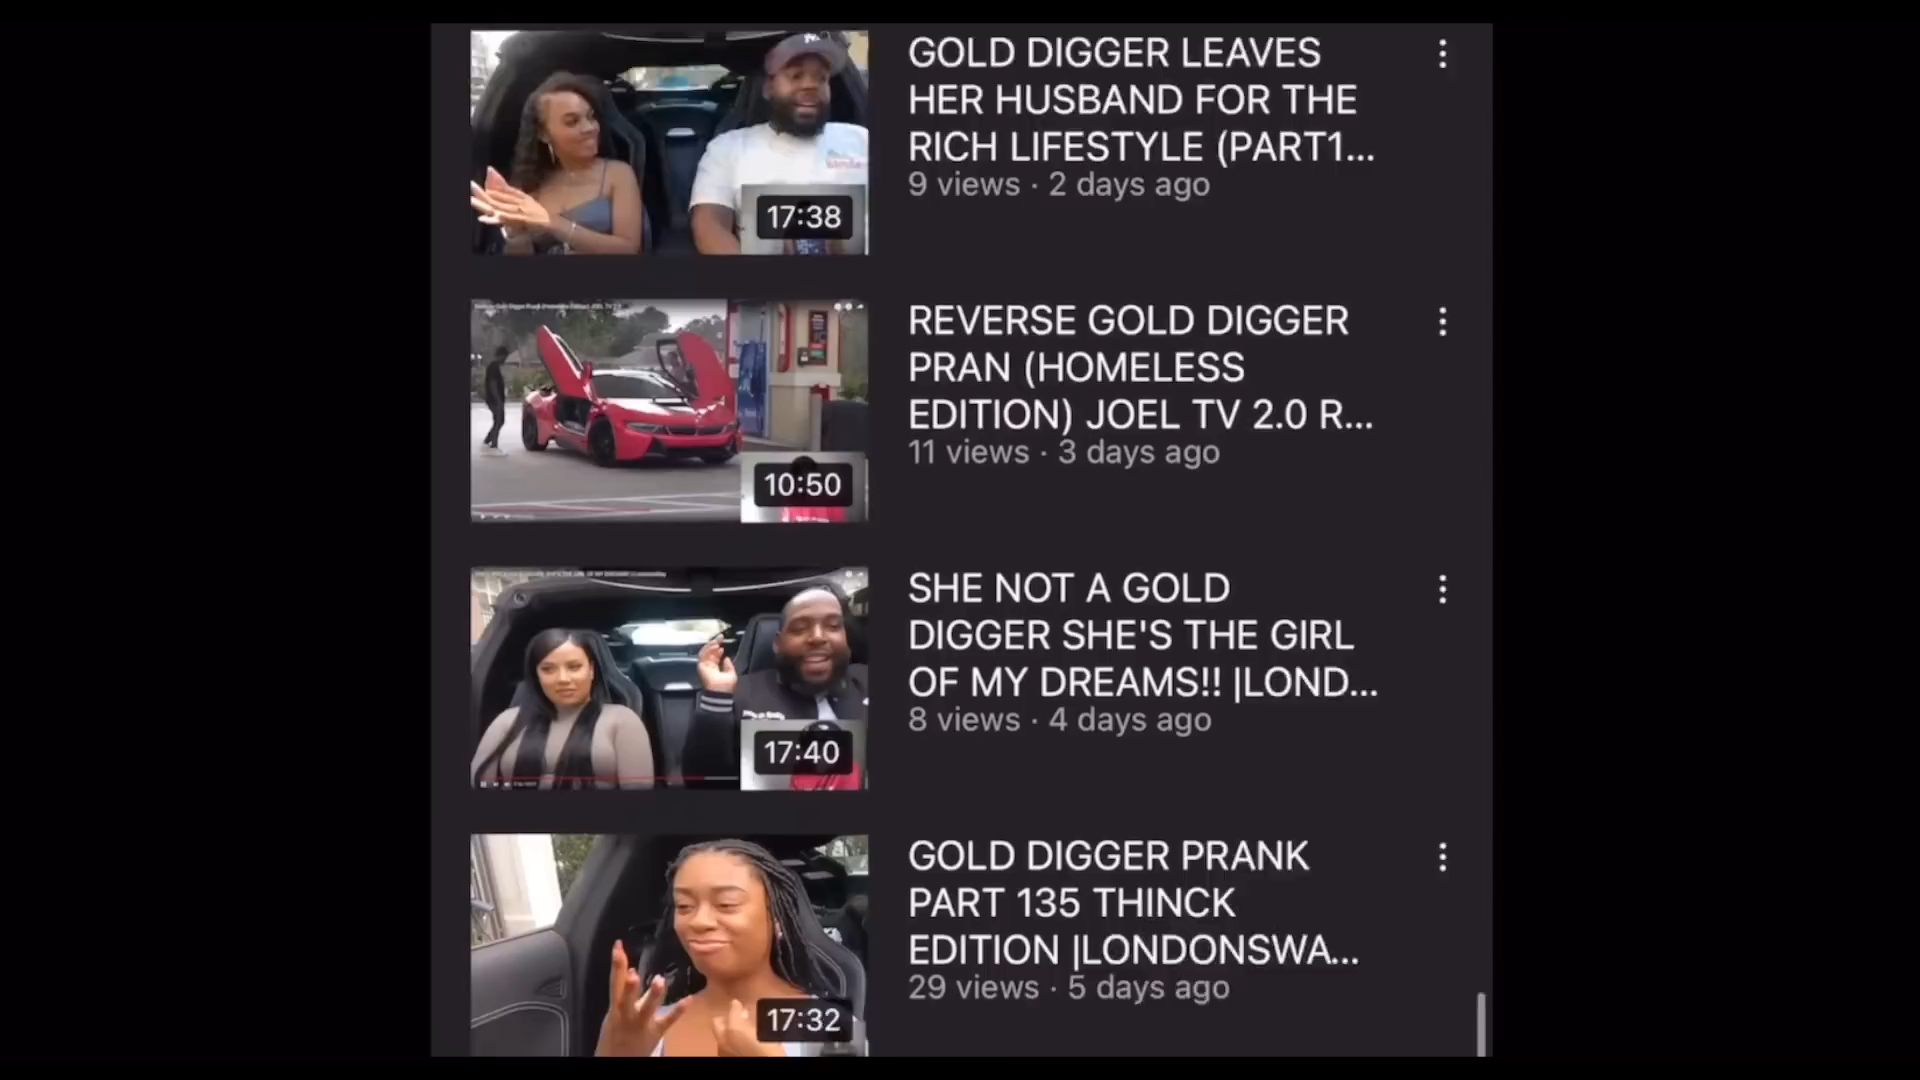 GOLD DIGGER LEAVES
HER HUSBAND FOR THE
RICH LIFESTYLE (PART1...
9 views · 2 days ago
17:38
REVERSE GOLD DIGGER
PRAN (HOMELESS
EDITION) JOEL TV 2.0 R...
11 views · 3 days ago
10:50
SHE NOT A GOLD
DIGGER SHE'S THE GIRL
OF MY DREAMS!! |LOND...
8 views · 4 days ago
17:40
GOLD DIGGER PRANK
PART 135 THINCK
EDITION |LONDONSWA...
29 views · 5 days ago
17:32